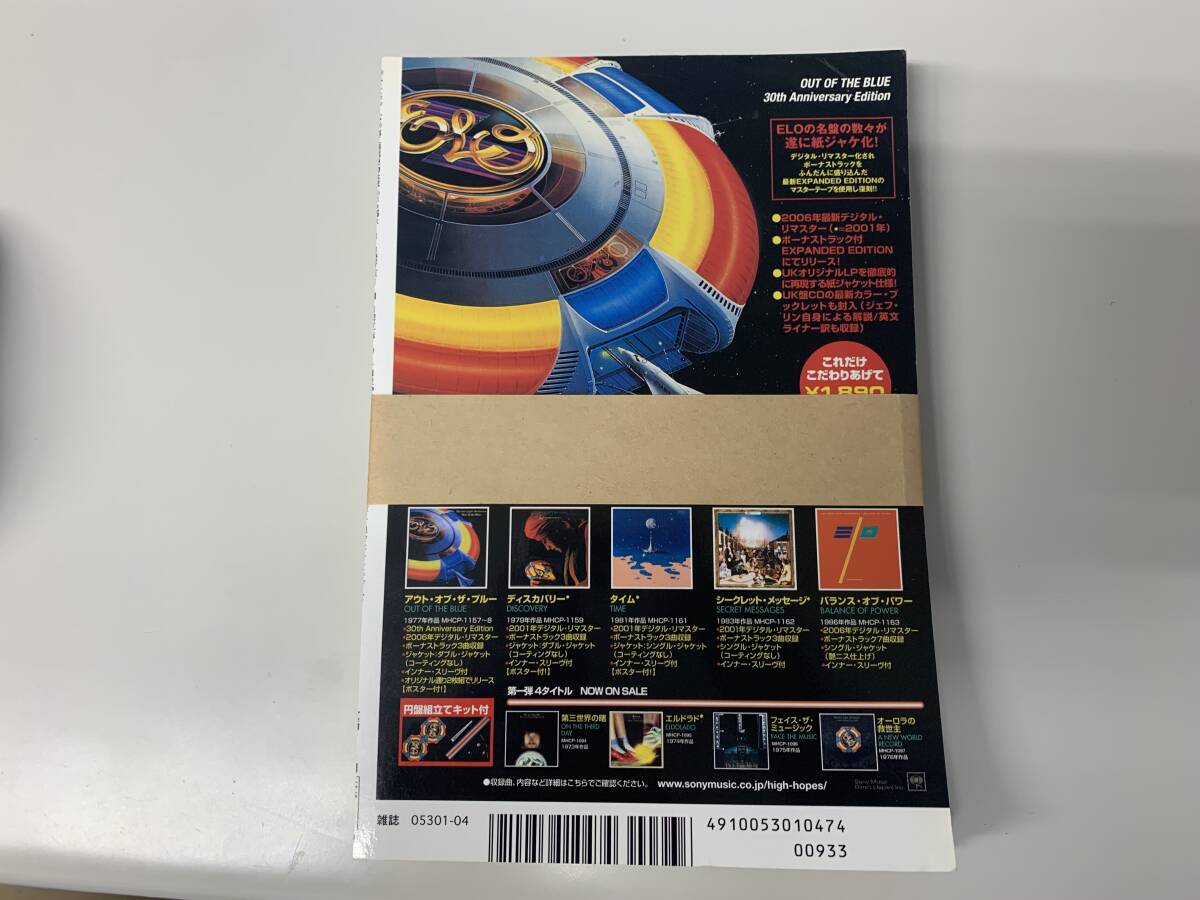 OUT OF THE BLUE
30th Anniversary Edition
ELO
ELOの名盤の数々が
遂に紙ジャケ化!
デジタル・リマスター化され
ボーナストラックを
ふんだんに盛り込んだ
最新EXPANDED EDITIONの
マスターテープを使用し復刻!!
●2006年最新デジタル・
リマスター(*=2001年)
●ボーナストラック付
EXPANDED EDITION
にてリリース!
●UKオリジナルLPを徹底的
に再現する紙ジャケット仕様!
●UK盤CDの最新カラー・ブ
ックレットも封入(ジェフ・
リン自身による解説/英文
ライナー訳も収録)
これだけ
こだわりあげて
¥1,890
アウト・オブ・ザ・ブルー
OUT OF THE BLUE
1977年作品 MHCP-1157~8
・30th Anniversary Edition
・2006年デジタル・リマスター
・ボーナストラック3曲収録
・ジャケット:ダブル・ジャケット
(コーティングなし)
・インナー・スリーヴ付
・オリジナル通り2枚組でリリース
【ポスター付!】
ディスカバリー*
DISCOVERY
1979年作品 MHCP-1159
・2001年デジタル・リマスター
・ボーナストラック3曲収録
・ジャケット:ダブル・ジャケット
(コーティングなし)
・インナー・スリーヴ付
【ポスター付!】
タイム*
TIME
1981年作品 MHCP-1161
・2001年デジタル・リマスター
・ボーナストラック3曲収録
・ジャケット:シングル・ジャケット
(コーティングなし)
・インナー・スリーヴ付
【ポスター付!】
シークレット・メッセージ*
SECRET MESSAGES
1983年作品 MHCP-1162
・2001年デジタル・リマスター
・ボーナストラック3曲収録
・シングル・ジャケット
(コーティングなし)
・インナー・スリーヴ付
バランス・オブ・パワー
BALANCE OF POWER
1986年作品 MHCP-1163
・2006年デジタル・リマスター
・ボーナストラック7曲収録
・シングル・ジャケット
(艶ニス仕上げ)
・インナー・スリーヴ付
第一弾 4タイトル NOW ON SALE
円盤組立てキット付
第三世界の曙
ON THE THIRD
DAY
MHCP-1094
1973年作品
エルドラド*
ELDOLADO
MHCP-1095
1974年作品
フェイス・ザ・
ミュージック
FACE THE MUSIC
MHCP-1096
1975年作品
オーロラの
救世主
A NEW WORLD
RECORD
MHCP-1097
1976年作品
●収録曲、内容など詳細はこちらでご確認ください。 www.sonymusic.co.jp/high-hopes/
Sony Music
Direct(Japan)Inc.
雑誌 05301-04
4910053010474
00933